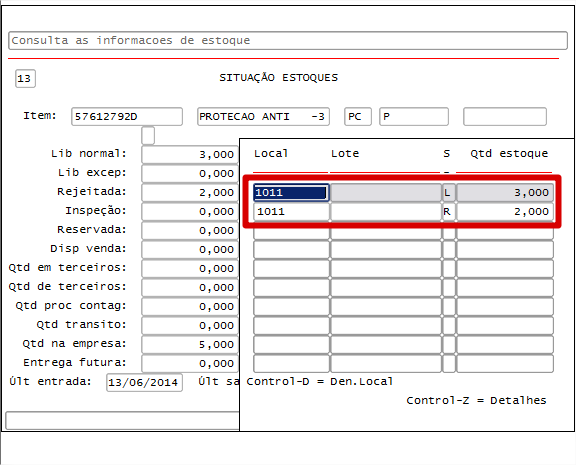 Consulta as informacoes de estoque
13 SITUAÇÃO ESTOQUES
Item: 57612792D PROTECAO ANTI -3 PC P
Local Lote S Qtd estoque
Lib normal: 3,000
Lib excep: 0,000
Rejeitada: 2,000 1011 L 3,000
Inspeção: 0,000 1011 R 2,000
Reservada: 0,000
Disp venda: 0,000
Qtd em terceiros: 0,000
Qtd de terceiros: 0,000
Qtd proc contag: 0,000
Qtd transito: 0,000
Qtd na empresa: 5,000
Entrega futura: 0,000
Últ entrada: 13/06/2014 Últ sa Control-D = Den.Local
Control-Z = Detalhes